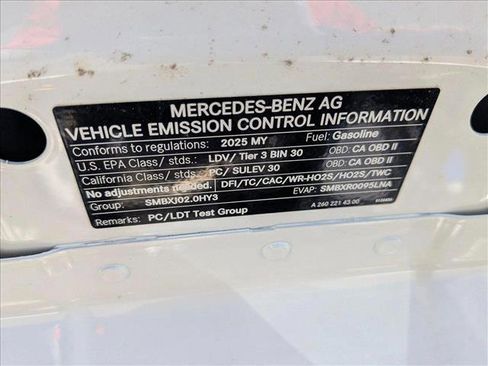 MERCEDES-BENZ AG
VEHICLE EMISSION CONTROL INFORMATION
Conforms to regulations: 2025 MY Fuel: Gasoline
U.S. EPA Class/ stds.: LDV/ Tier 3 BIN 30 OBD: CA OBD II
California Class/ stds.: PC/ SULEV 30 OBD: CA OBD II
No adjustments needed. DFI/TC/CAC/WR-HO2S/HO2S/TWC
Group: SMBXJ02.0HY3 EVAP: SMBXR0095LNA
Remarks: PC/LDT Test Group A 260 221 43 00